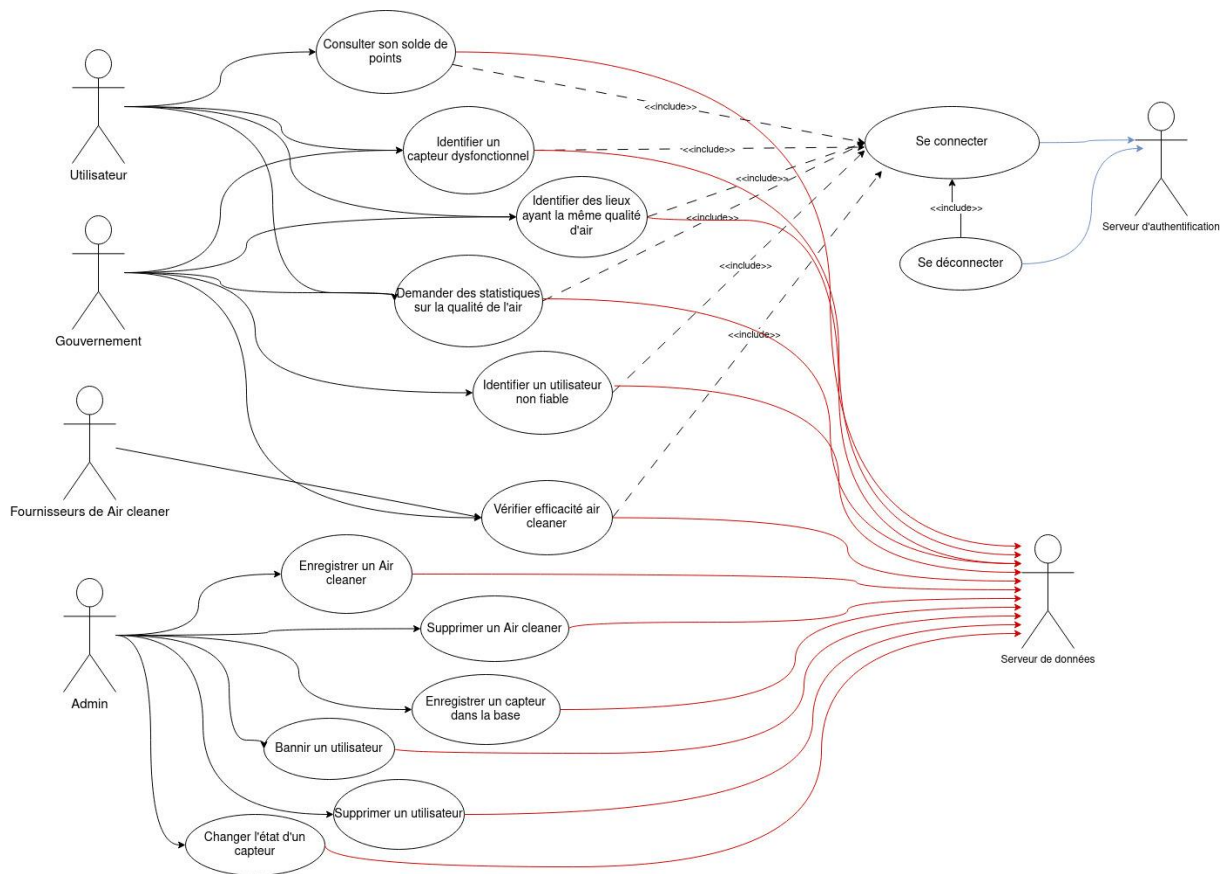 Consulter son solde de
points
<<include>>
Utilisateur
Identifier un
capteur dysfonctionnel
<<include>>
Se connecter
Serveur d'authentification
<<include>>
Identifier des lieux
ayant la même qualité
d'air
<<include>>
<<include>>
Se déconnecter
Gouvernement
Demander des statistiques
sur la qualité de l'air
<<include>>
<<include>>
Identifier un utilisateur
non fiable
Fournisseurs de Air cleaner
Vérifier efficacité air
cleaner
Enregistrer un Air
cleaner
Supprimer un Air cleaner
Serveur de données
Admin
Enregistrer un capteur
dans la base
Bannir un utilisateur
Supprimer un utilisateur
Changer l'état d'un
capteur